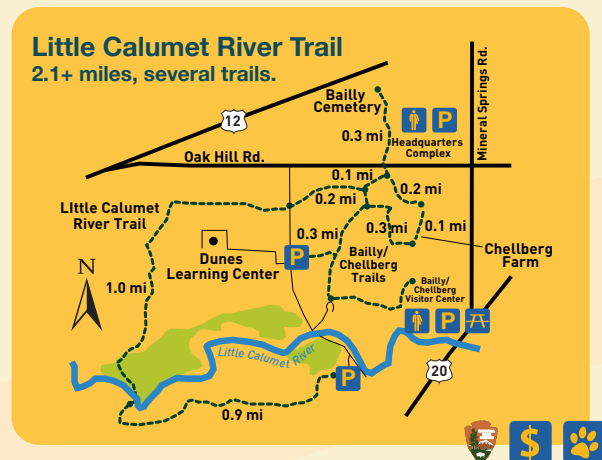 Little Calumet River Trail
2.1+ miles, several trails.
Mineral Springs Rd.
Bailly
Cemetery
12
P
0.3 mi
Headquarters
Complex
Oak Hill Rd.
0.1 mi
0.2 mi
0.2 mi
LIttle Calumet
River Trail
0.3 mi
0.3 mi
0.1 mi
Chellberg
Farm
Dunes
Learning Center
P
Bailly/
Chellberg
Trails
N
1.0 mi
Bailly/
Chellberg
Visitor Center
P
Little Calumet River
20
P
0.9 mi
$